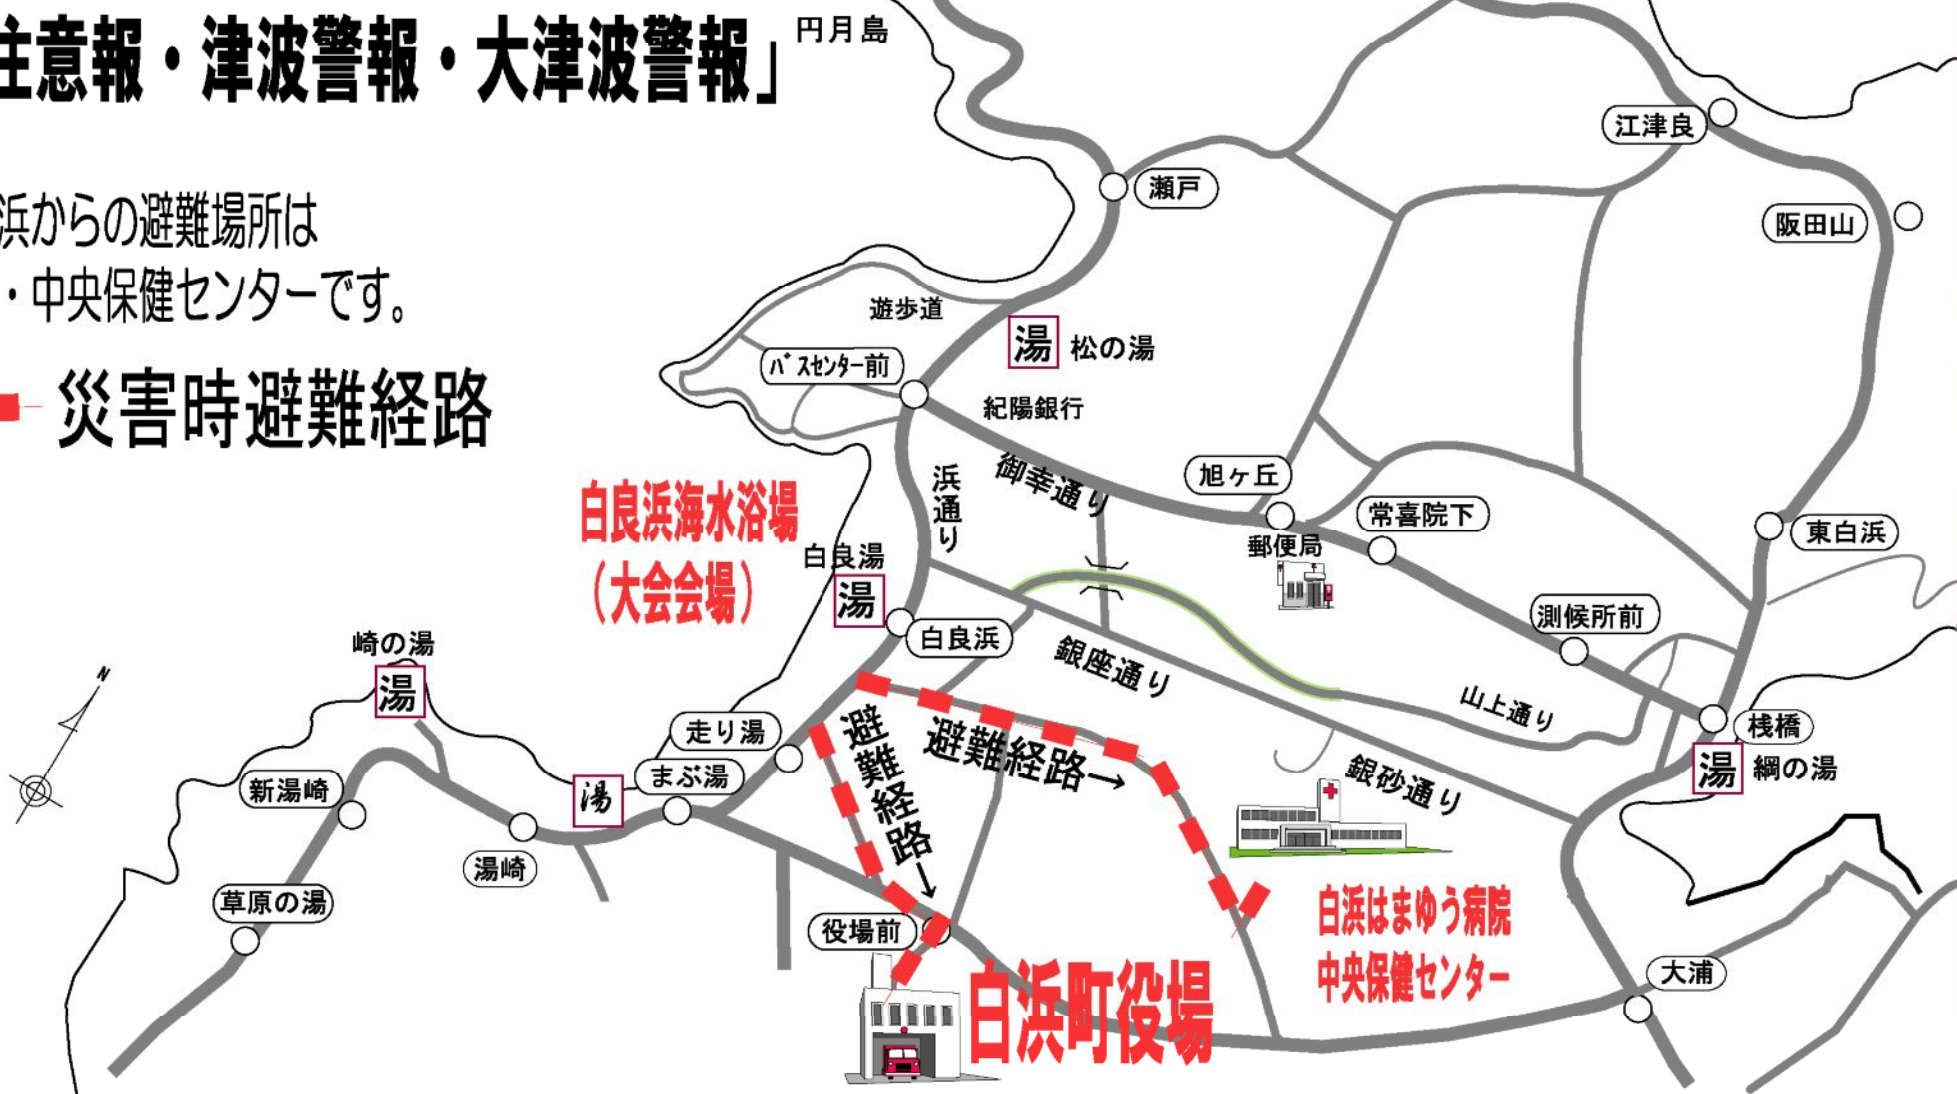 注意報・津波警報・大津波警報」
浜からの避難場所は
・中央保健センターです。
災害時避難経路
円月島
江津良
瀬戸
阪田山
遊歩道
湯
松の湯
バスセンター前
紀陽銀行
浜通り
御幸通り
旭ヶ丘
常喜院下
郵便局
東白浜
白良浜海水浴場
（大会会場）
白良湯
湯
白良浜
測候所前
銀座通り
山上通り
崎の湯
湯
N
走り湯
桟橋
湯
綱の湯
まぶ湯
湯
新湯崎
避難経路→
避難経路→
銀砂通り
湯崎
草原の湯
役場前
白浜はまゆう病院
中央保健センター
大浦
白浜町役場